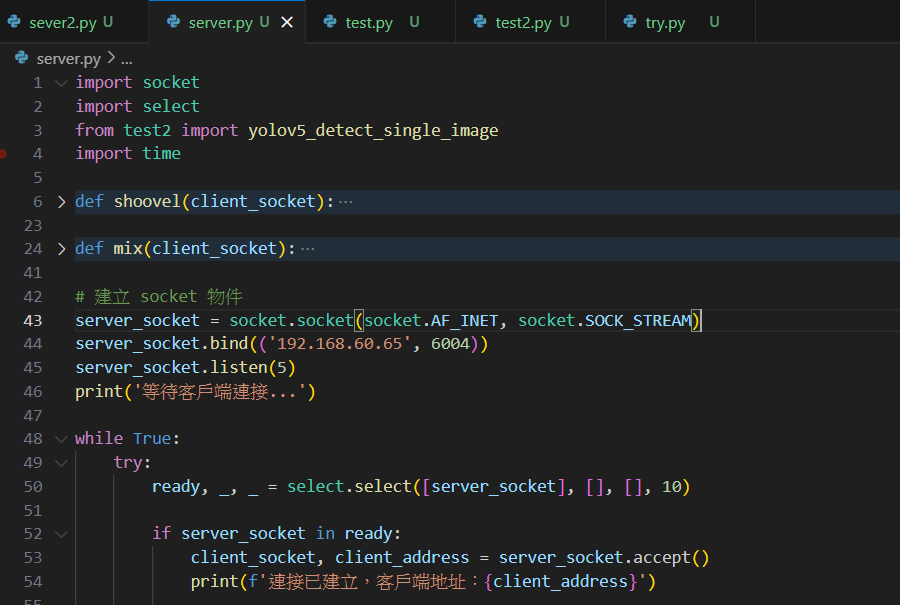 sever2.py U server.py U test.py U test2.py U try.py U
server.py > ...
1 import socket
2 import select
3 from test2 import yolov5_detect_single_image
4 import time
5
6 def shoovel(client_socket): ...
23
24 def mix(client_socket): ...
41
42 # 建立 socket 物件
43 server_socket = socket.socket(socket.AF_INET, socket.SOCK_STREAM)
44 server_socket.bind(('192.168.60.65', 6004))
45 server_socket.listen(5)
46 print('等待客戶端連接...')
47
48 while True:
49 try:
50 ready, _, _ = select.select([server_socket], [], [], 10)
51
52 if server_socket in ready:
53 client_socket, client_address = server_socket.accept()
54 print(f'連接已建立，客戶端地址：{client_address}')
55